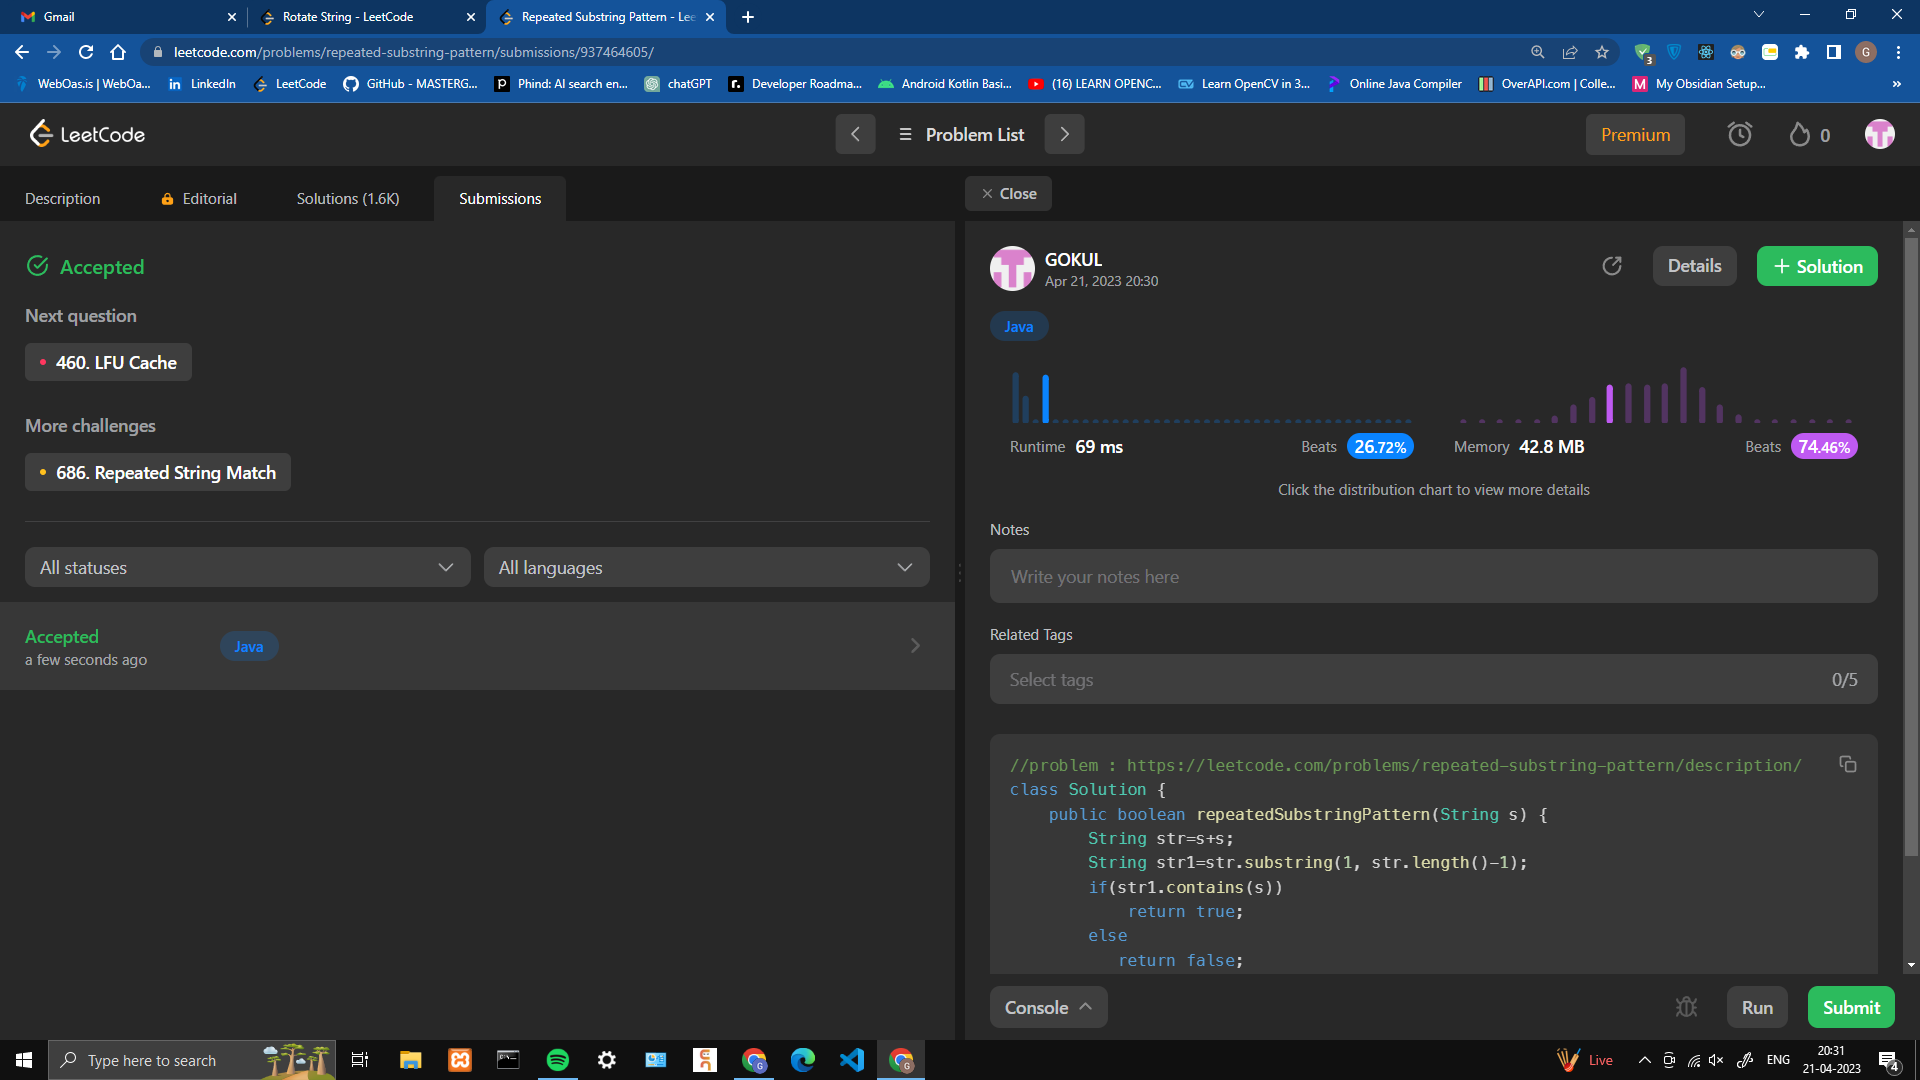 Gmail
Rotate String - LeetCode
Repeated Substring Pattern - Lee
leetcode.com/problems/repeated-substring-pattern/submissions/937464605/
3
G
WebOas.is | WebOa...
LinkedIn
LeetCode
GitHub - MASTERG...
Phind: AI search en...
chatGPT
Developer Roadma...
Android Kotlin Basi...
(16) LEARN OPENC...
Learn OpenCV in 3...
Online Java Compiler
OverAPI.com | Colle...
My Obsidian Setup...
»
LeetCode
Problem List
Premium
0
Description
Editorial
Solutions (1.6K)
Submissions
Close
Accepted
Next question
460. LFU Cache
More challenges
686. Repeated String Match
All statuses
All languages
Accepted
a few seconds ago
Java
GOKUL
Apr 21, 2023 20:30
Details
+ Solution
Java
Runtime 69 ms
Beats 26.72%
Memory 42.8 MB
Beats 74.46%
Click the distribution chart to view more details
Notes
Write your notes here
Related Tags
Select tags
0/5
//problem : https://leetcode.com/problems/repeated-substring-pattern/description/
class Solution {
public boolean repeatedSubstringPattern(String s) {
String str=s+s;
String str1=str.substring(1, str.length()-1);
if(str1.contains(s))
return true;
else
return false;
Console
Run
Submit
Type here to search
Live
ENG
20:31
21-04-2023
4